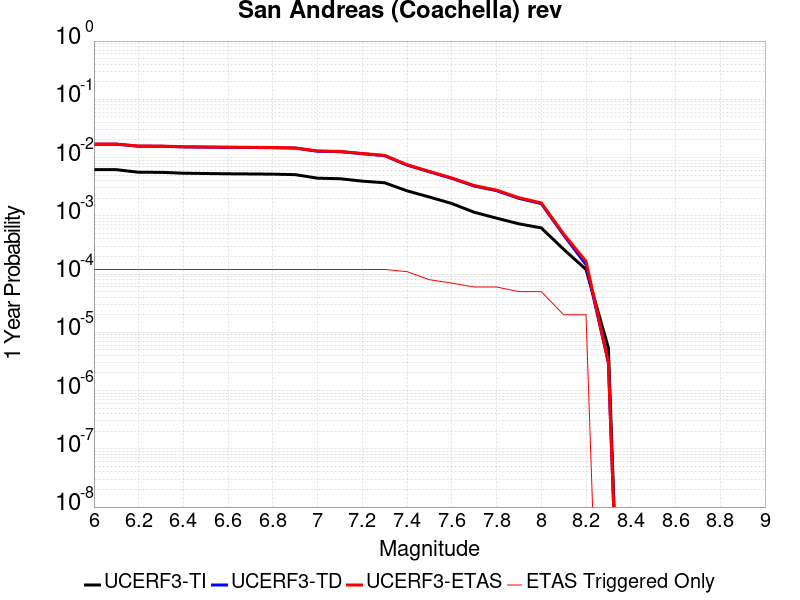 San Andreas (Coachella) rev
1 Year Probability
10^0
10^-1
10^-2
10^-3
10^-4
10^-5
10^-6
10^-7
10^-8
6 6.2 6.4 6.6 6.8 7 7.2 7.4 7.6 7.8 8 8.2 8.4 8.6 8.8 9
Magnitude
UCERF3-TI UCERF3-TD UCERF3-ETAS ETAS Triggered Only